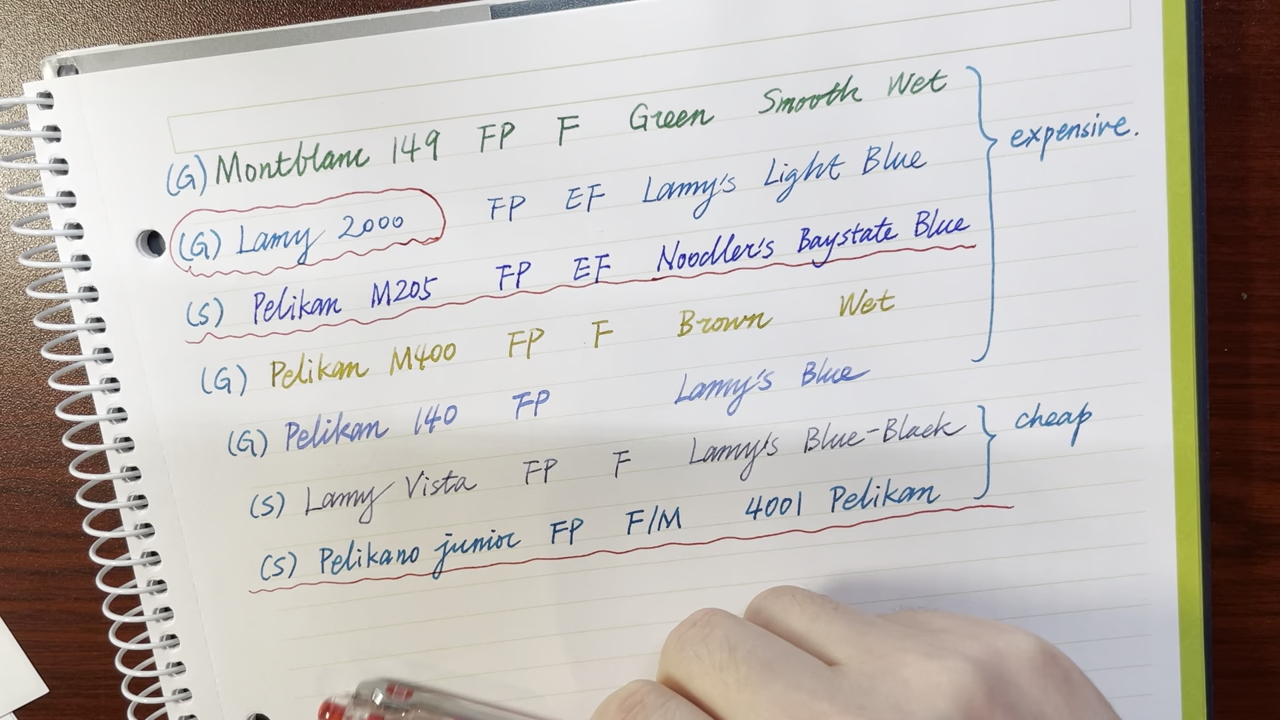 (G) Montblanc 149 FP F Green Smooth Wet
(G) Lamy 2000 FP EF Lamy's Light Blue
(S) Pelikan M205 FP EF Noodler's Baystate Blue
(G) Pelikan M400 FP F Brown Wet
(G) Pelikan 140 FP Lamy's Blue
expensive.
(S) Lamy Vista FP F Lamy's Blue-Black
(S) Pelikano junior FP F/M 4001 Pelikan
cheap